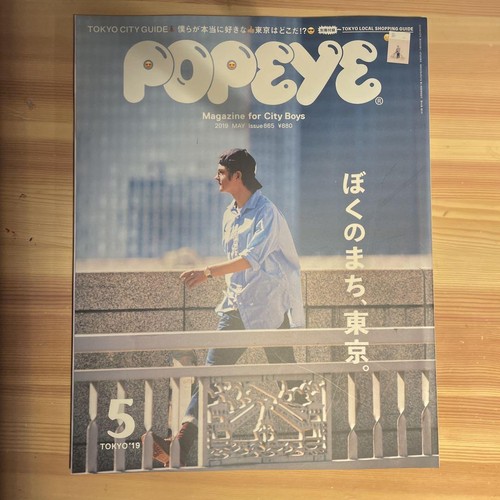 TOKYO CITY GUIDE! 僕らが本当に好きな東京はどこだ!?
TOKYO LOCAL SHOPPING GUIDE
POPEYE
®
Magazine for City Boys
2019 MAY issue 865 ¥880
ぼくのまち、東京。
5
TOKYO '19